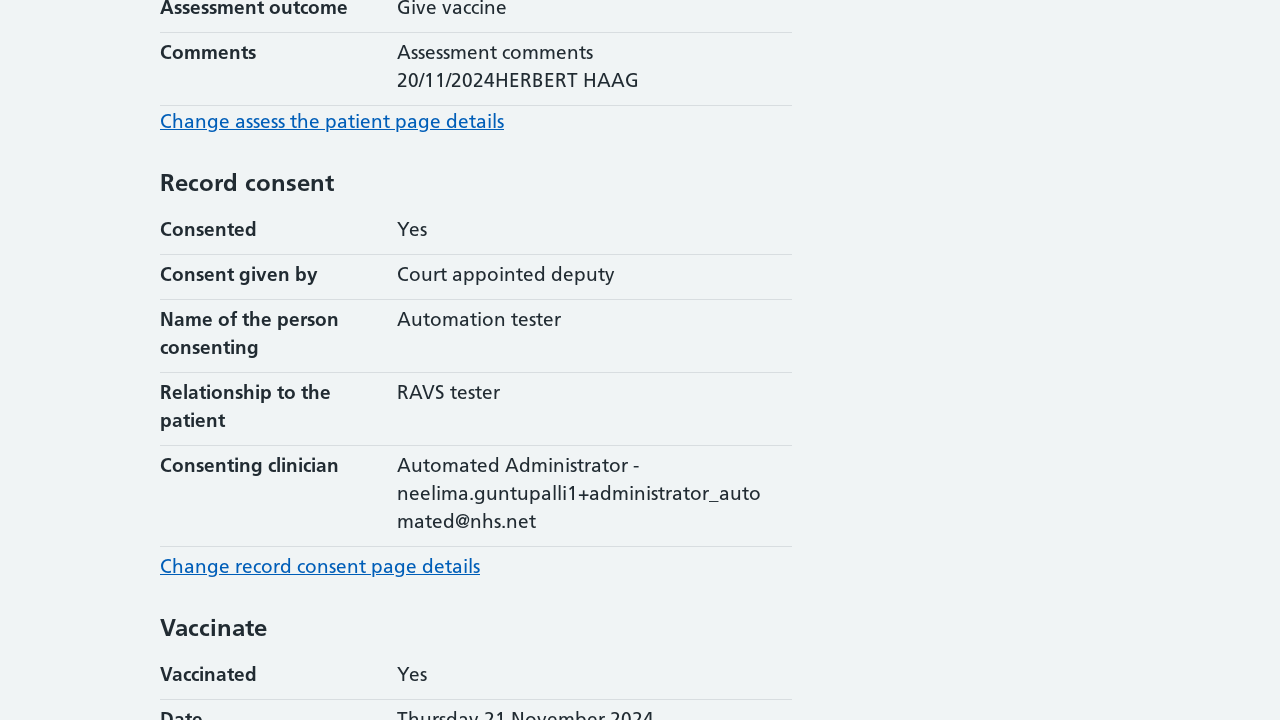 Assessment outcome Give vaccine
Comments Assessment comments
20/11/2024HERBERT HAAG
Change assess the patient page details
Record consent
Consented Yes
Consent given by Court appointed deputy
Name of the person Automation tester
consenting
Relationship to the RAVS tester
patient
Consenting clinician Automated Administrator -
neelima.guntupalli1+administrator_auto
mated@nhs.net
Change record consent page details
Vaccinate
Vaccinated Yes
Date Thursday 21 November 2024